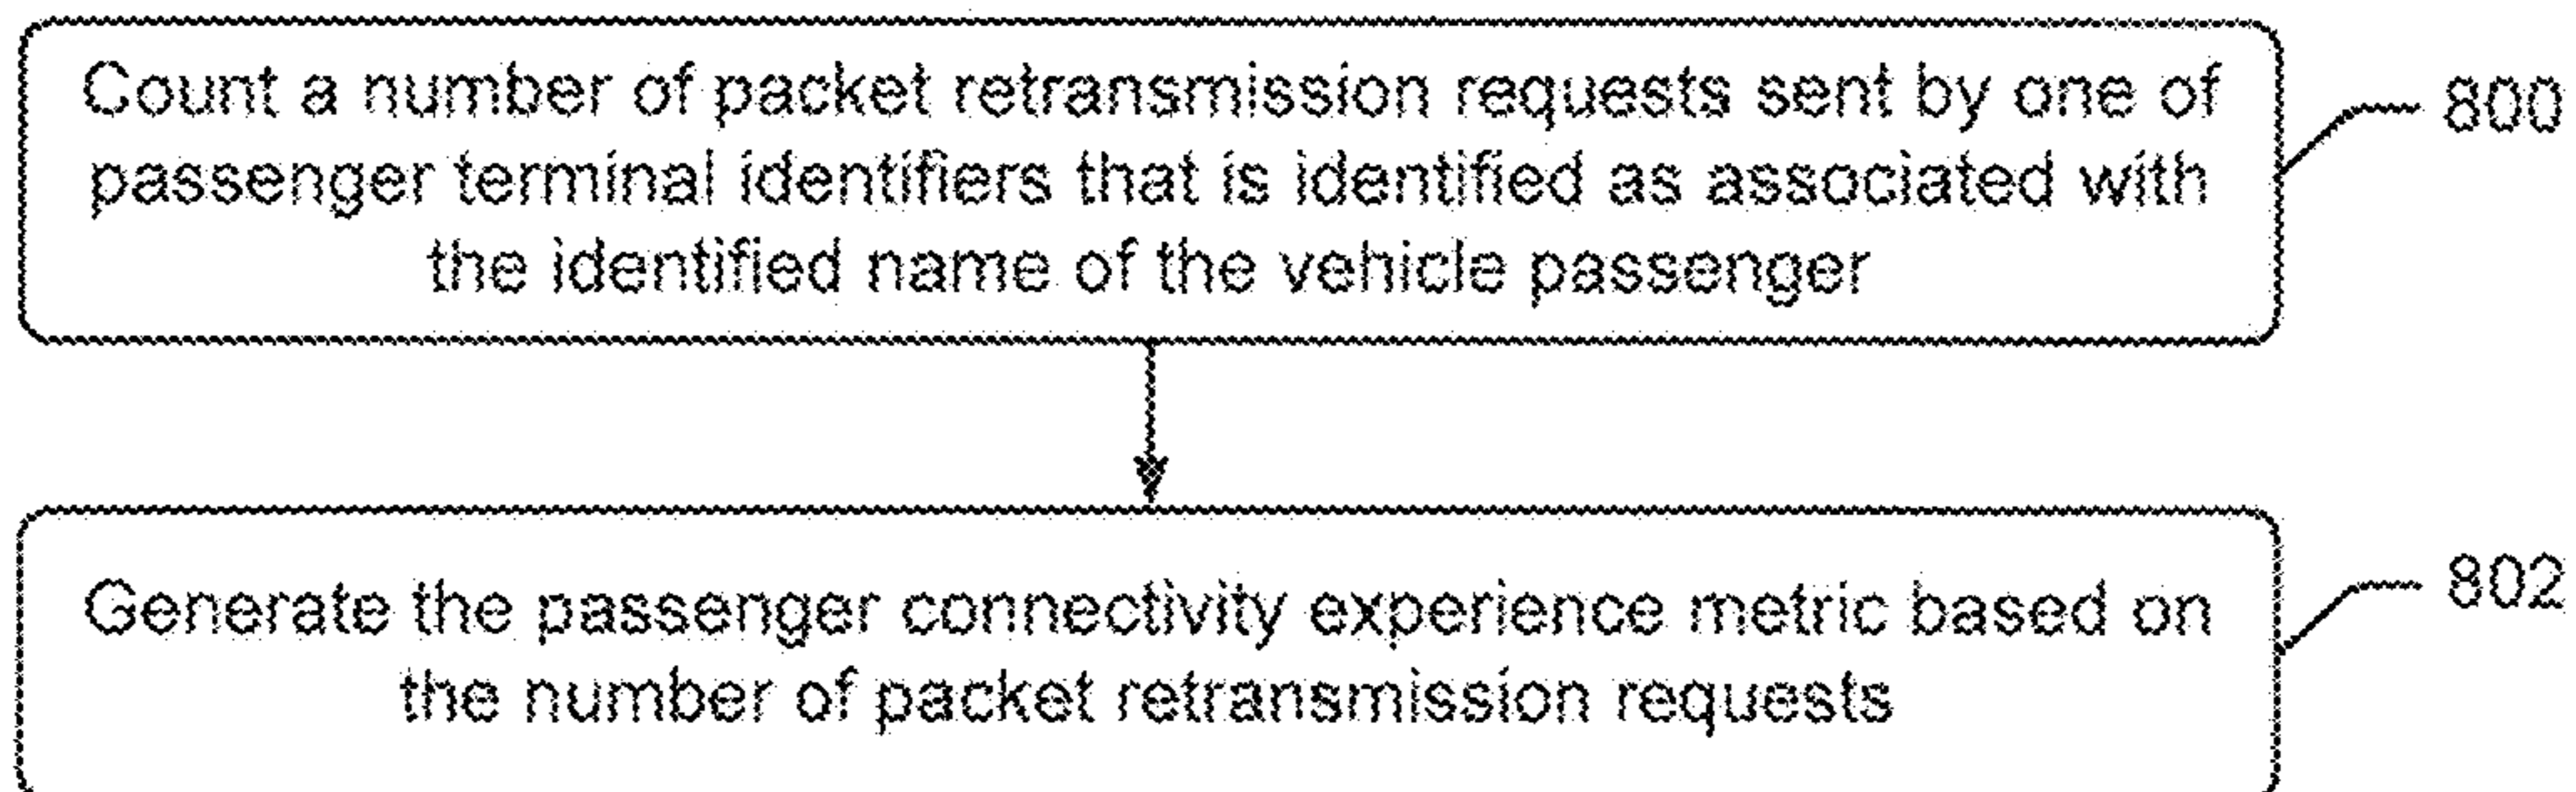 Count a number of packet retransmission requests sent by one of
passenger terminal identifiers that is identified as associated with
the identified name of the vehicle passenger
800
Generate the passenger connectivity experience metric based on
the number of packet retransmission requests
802